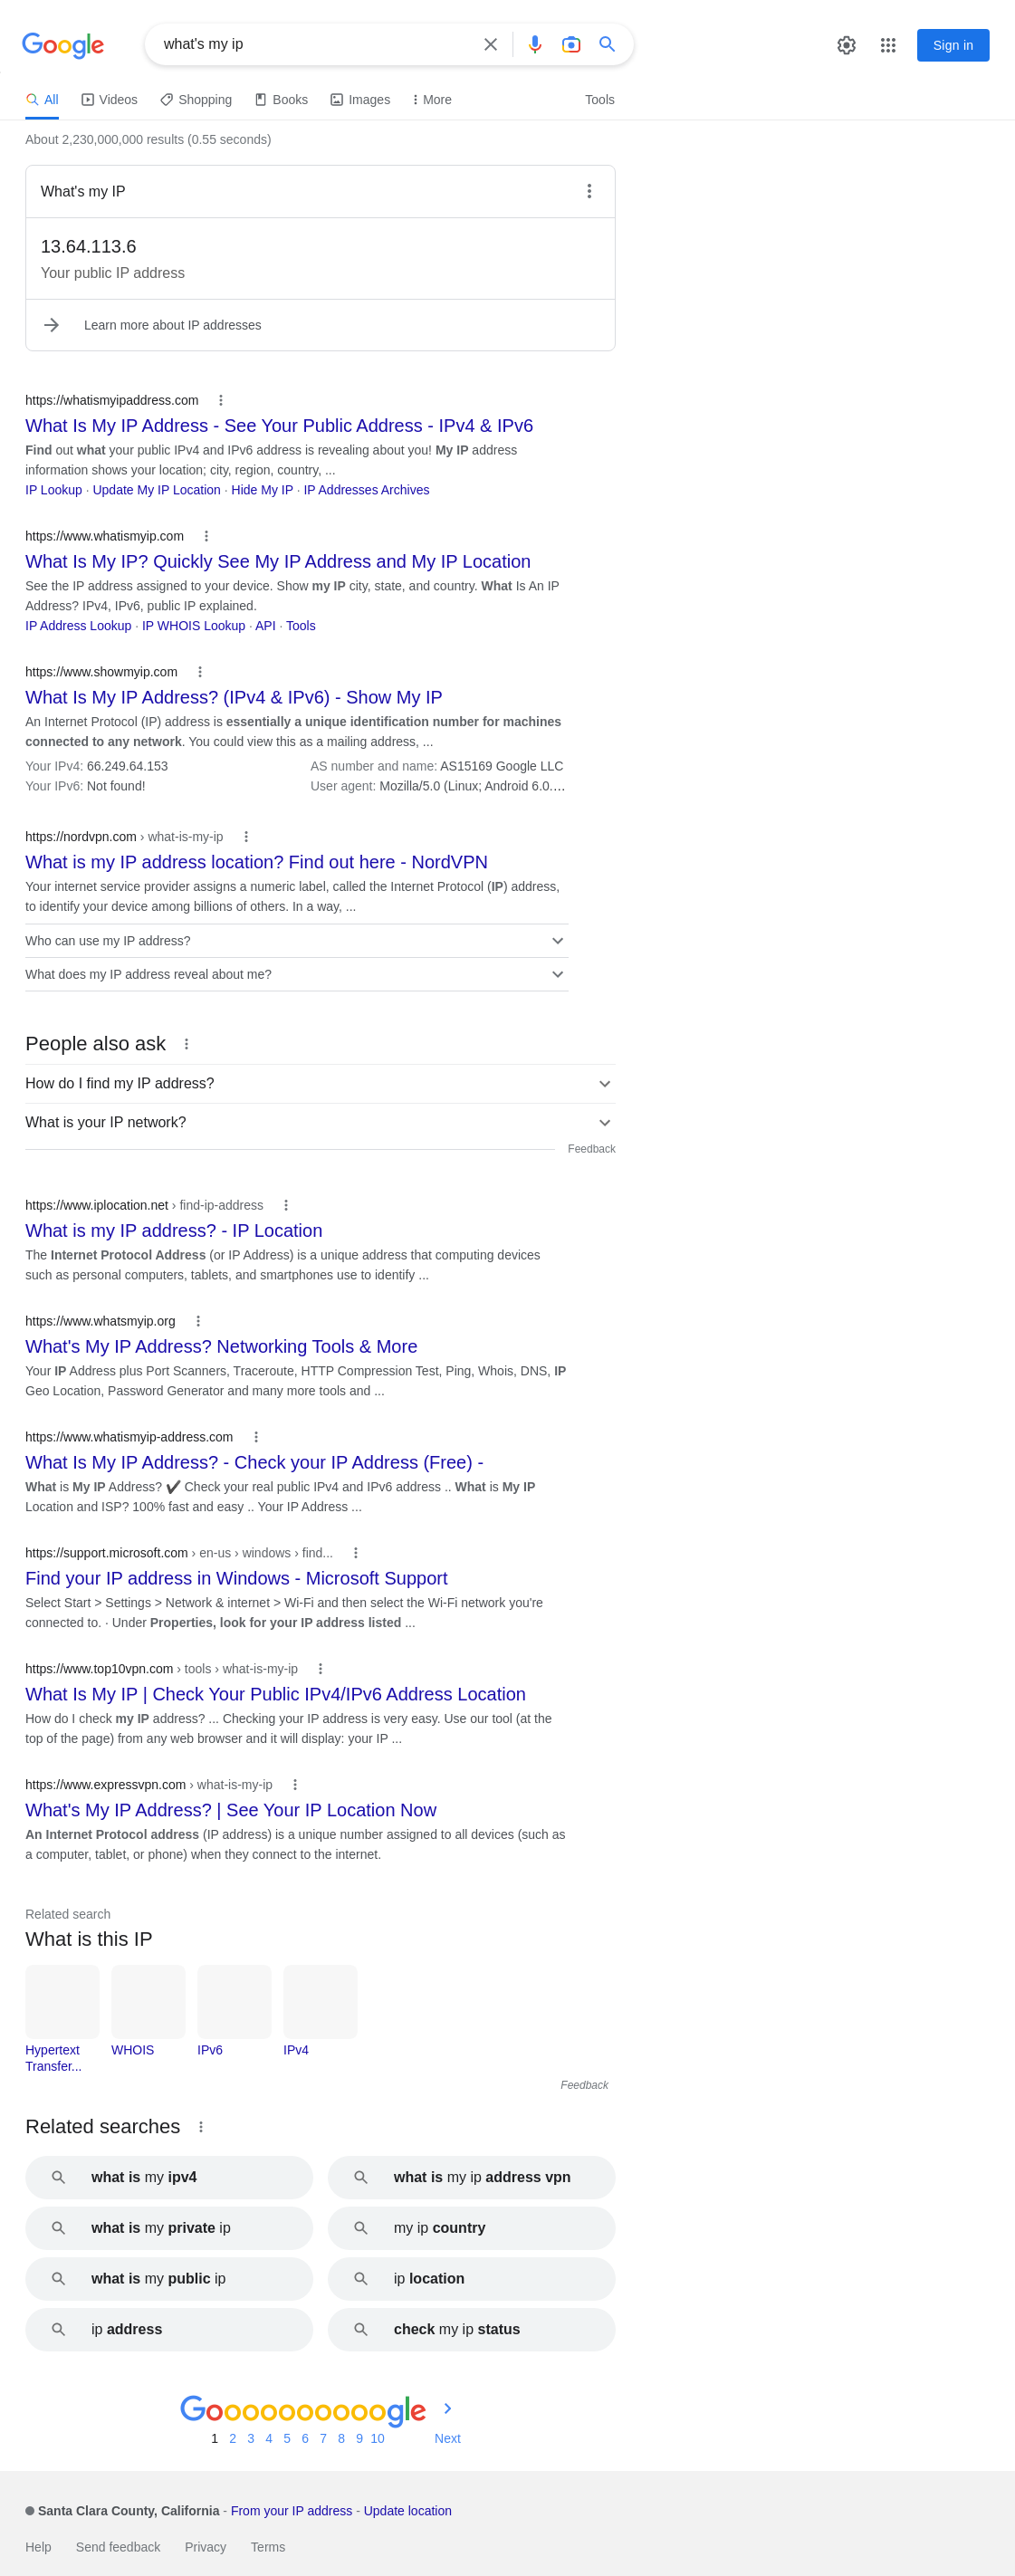 Google
what's my ip
Sign in
All Videos Shopping Books Images More Tools
About 2,230,000,000 results (0.55 seconds)
What's my IP
13.64.113.6
Your public IP address
Learn more about IP addresses
https://whatismyipaddress.com
What Is My IP Address - See Your Public Address - IPv4 & IPv6
Find out what your public IPv4 and IPv6 address is revealing about you! My IP address
information shows your location; city, region, country, ...
IP Lookup · Update My IP Location · Hide My IP · IP Addresses Archives
https://www.whatismyip.com
What Is My IP? Quickly See My IP Address and My IP Location
See the IP address assigned to your device. Show my IP city, state, and country. What Is An IP
Address? IPv4, IPv6, public IP explained.
IP Address Lookup · IP WHOIS Lookup · API · Tools
https://www.showmyip.com
What Is My IP Address? (IPv4 & IPv6) - Show My IP
An Internet Protocol (IP) address is essentially a unique identification number for machines
connected to any network. You could view this as a mailing address, ...
Your IPv4: 66.249.64.153 AS number and name: AS15169 Google LLC
Your IPv6: Not found! User agent: Mozilla/5.0 (Linux; Android 6.0....
https://nordvpn.com › what-is-my-ip
What is my IP address location? Find out here - NordVPN
Your internet service provider assigns a numeric label, called the Internet Protocol (IP) address,
to identify your device among billions of others. In a way, ...
Who can use my IP address?
What does my IP address reveal about me?
People also ask
How do I find my IP address?
What is your IP network?
Feedback
https://www.iplocation.net › find-ip-address
What is my IP address? - IP Location
The Internet Protocol Address (or IP Address) is a unique address that computing devices
such as personal computers, tablets, and smartphones use to identify ...
https://www.whatsmyip.org
What's My IP Address? Networking Tools & More
Your IP Address plus Port Scanners, Traceroute, HTTP Compression Test, Ping, Whois, DNS, IP
Geo Location, Password Generator and many more tools and ...
https://www.whatismyip-address.com
What Is My IP Address? - Check your IP Address (Free) -
What is My IP Address? ✔ Check your real public IPv4 and IPv6 address .. What is My IP
Location and ISP? 100% fast and easy .. Your IP Address ...
https://support.microsoft.com › en-us › windows › find...
Find your IP address in Windows - Microsoft Support
Select Start > Settings > Network & internet > Wi-Fi and then select the Wi-Fi network you're
connected to. · Under Properties, look for your IP address listed ...
https://www.top10vpn.com › tools › what-is-my-ip
What Is My IP | Check Your Public IPv4/IPv6 Address Location
How do I check my IP address? ... Checking your IP address is very easy. Use our tool (at the
top of the page) from any web browser and it will display: your IP ...
https://www.expressvpn.com › what-is-my-ip
What's My IP Address? | See Your IP Location Now
An Internet Protocol address (IP address) is a unique number assigned to all devices (such as
a computer, tablet, or phone) when they connect to the internet.
Related search
What is this IP
Hypertext
Transfer...
WHOIS
IPv6
IPv4
Feedback
Related searches
what is my ipv4
what is my ip address vpn
what is my private ip
my ip country
what is my public ip
ip location
ip address
check my ip status
Goooooooooogle
1 2 3 4 5 6 7 8 9 10 Next
Santa Clara County, California - From your IP address - Update location
Help Send feedback Privacy Terms